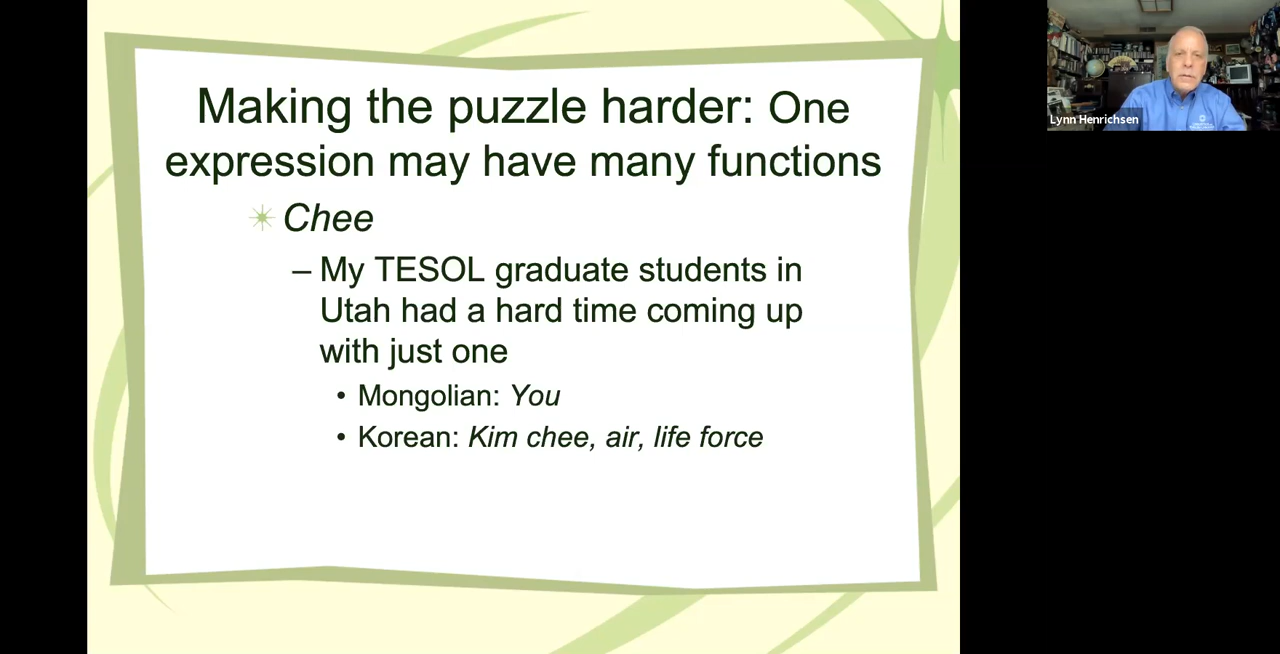 Making the puzzle harder: One
expression may have many functions
Chee
– My TESOL graduate students in
Utah had a hard time coming up
with just one
• Mongolian: You
• Korean: Kim chee, air, life force
Lynn Henrichsen